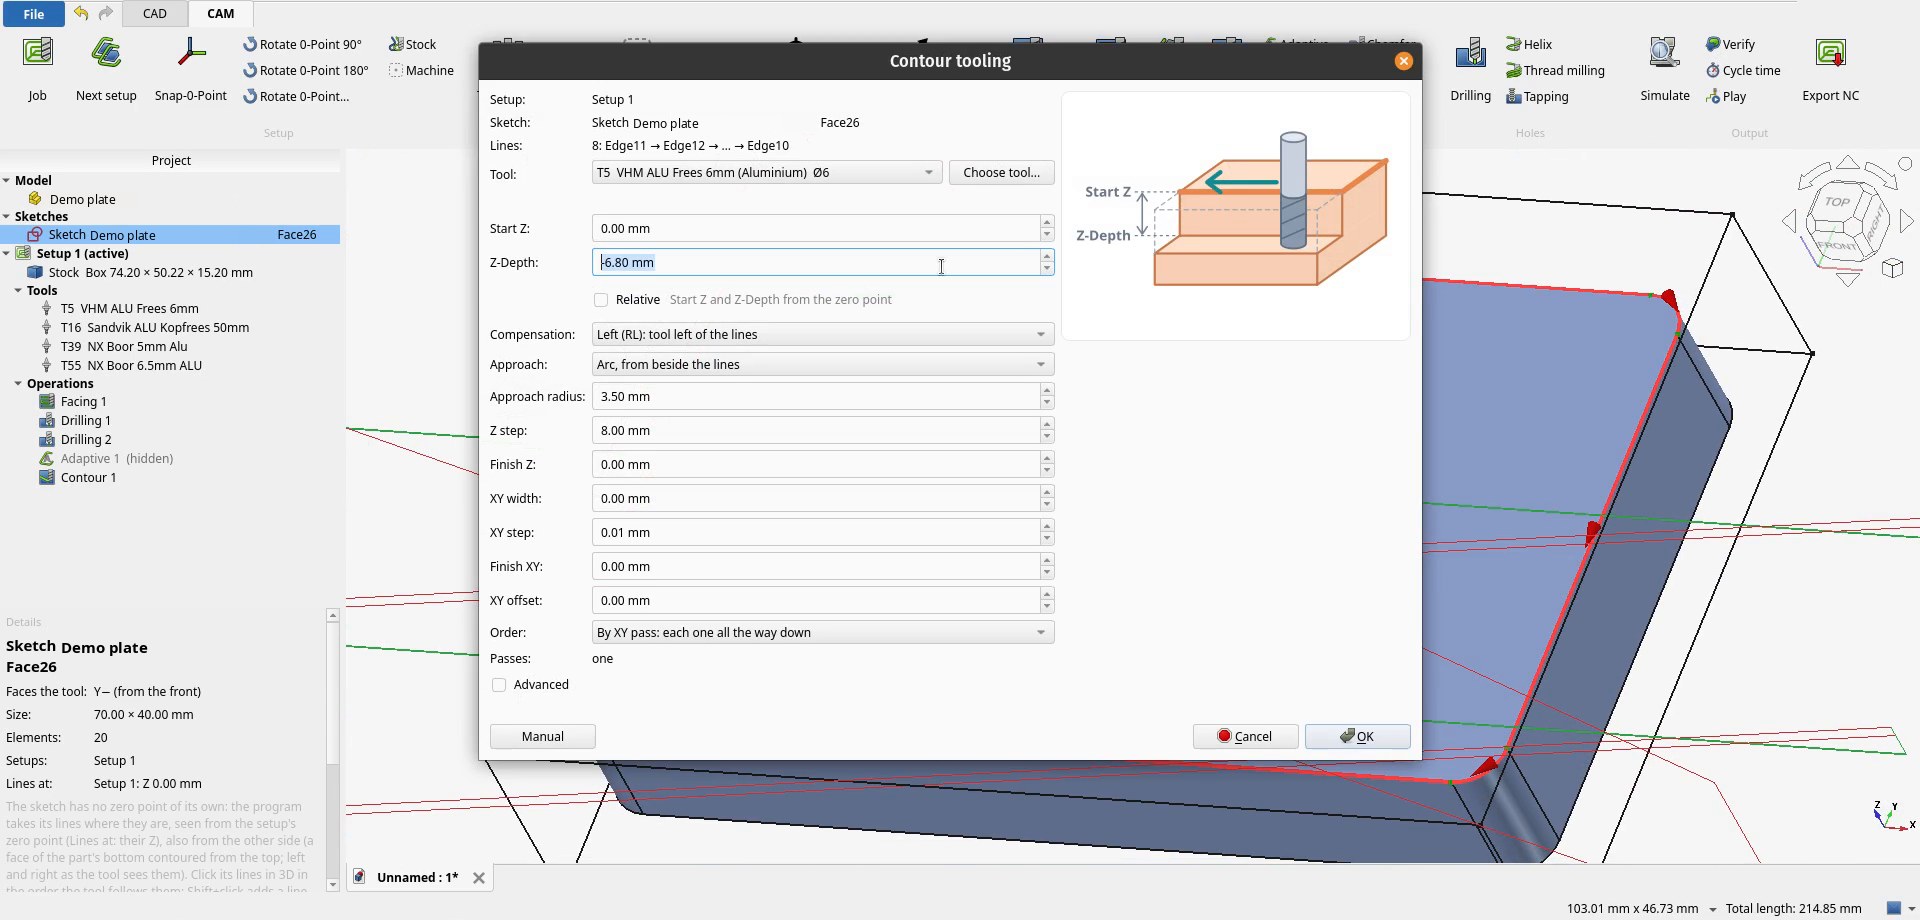 File
CAD
CAM
Rotate 0-Point 90°
Stock
Rotate 0-Point 180°
Machine
Rotate 0-Point...
Job
Next setup
Snap-0-Point
Setup
Helix
Thread milling
Tapping
Drilling
Holes
Simulate
Verify
Cycle time
Play
Export NC
Output
Project
Model
Demo plate
Sketches
Sketch Demo plate Face26
Setup 1 (active)
Stock Box 74.20 × 50.22 × 15.20 mm
Tools
T5 VHM ALU Frees 6mm
T16 Sandvik ALU Kopfrees 50mm
T39 NX Boor 5mm Alu
T55 NX Boor 6.5mm ALU
Operations
Facing 1
Drilling 1
Drilling 2
Adaptive 1 (hidden)
Contour 1
Details
Sketch Demo plate
Face26
Faces the tool: Y− (from the front)
Size: 70.00 × 40.00 mm
Elements: 20
Setups: Setup 1
Lines at: Setup 1: Z 0.00 mm
The sketch has no zero point of its own: the program
takes its lines where they are, seen from the setup's
zero point (Lines at: their Z), also from the other side (a
face of the part's bottom contoured from the top; left
and right as the tool sees them). Click its lines in 3D in
the order the tool follows them; Shift+click adds a line
Contour tooling
Setup: Setup 1
Sketch: Sketch Demo plate Face26
Lines: 8: Edge11 → Edge12 → ... → Edge10
Tool: T5 VHM ALU Frees 6mm (Aluminium) Ø6 Choose tool...
Start Z: 0.00 mm
Z-Depth: -6.80 mm
Relative Start Z and Z-Depth from the zero point
Compensation: Left (RL): tool left of the lines
Approach: Arc, from beside the lines
Approach radius: 3.50 mm
Z step: 8.00 mm
Finish Z: 0.00 mm
XY width: 0.00 mm
XY step: 0.01 mm
Finish XY: 0.00 mm
XY offset: 0.00 mm
Order: By XY pass: each one all the way down
Passes: one
Advanced
Manual
Cancel
OK
Start Z
Z-Depth
TOP
FRONT
RIGHT
Z
Y
X
Unnamed : 1*
103.01 mm x 46.73 mm
Total length: 214.85 mm